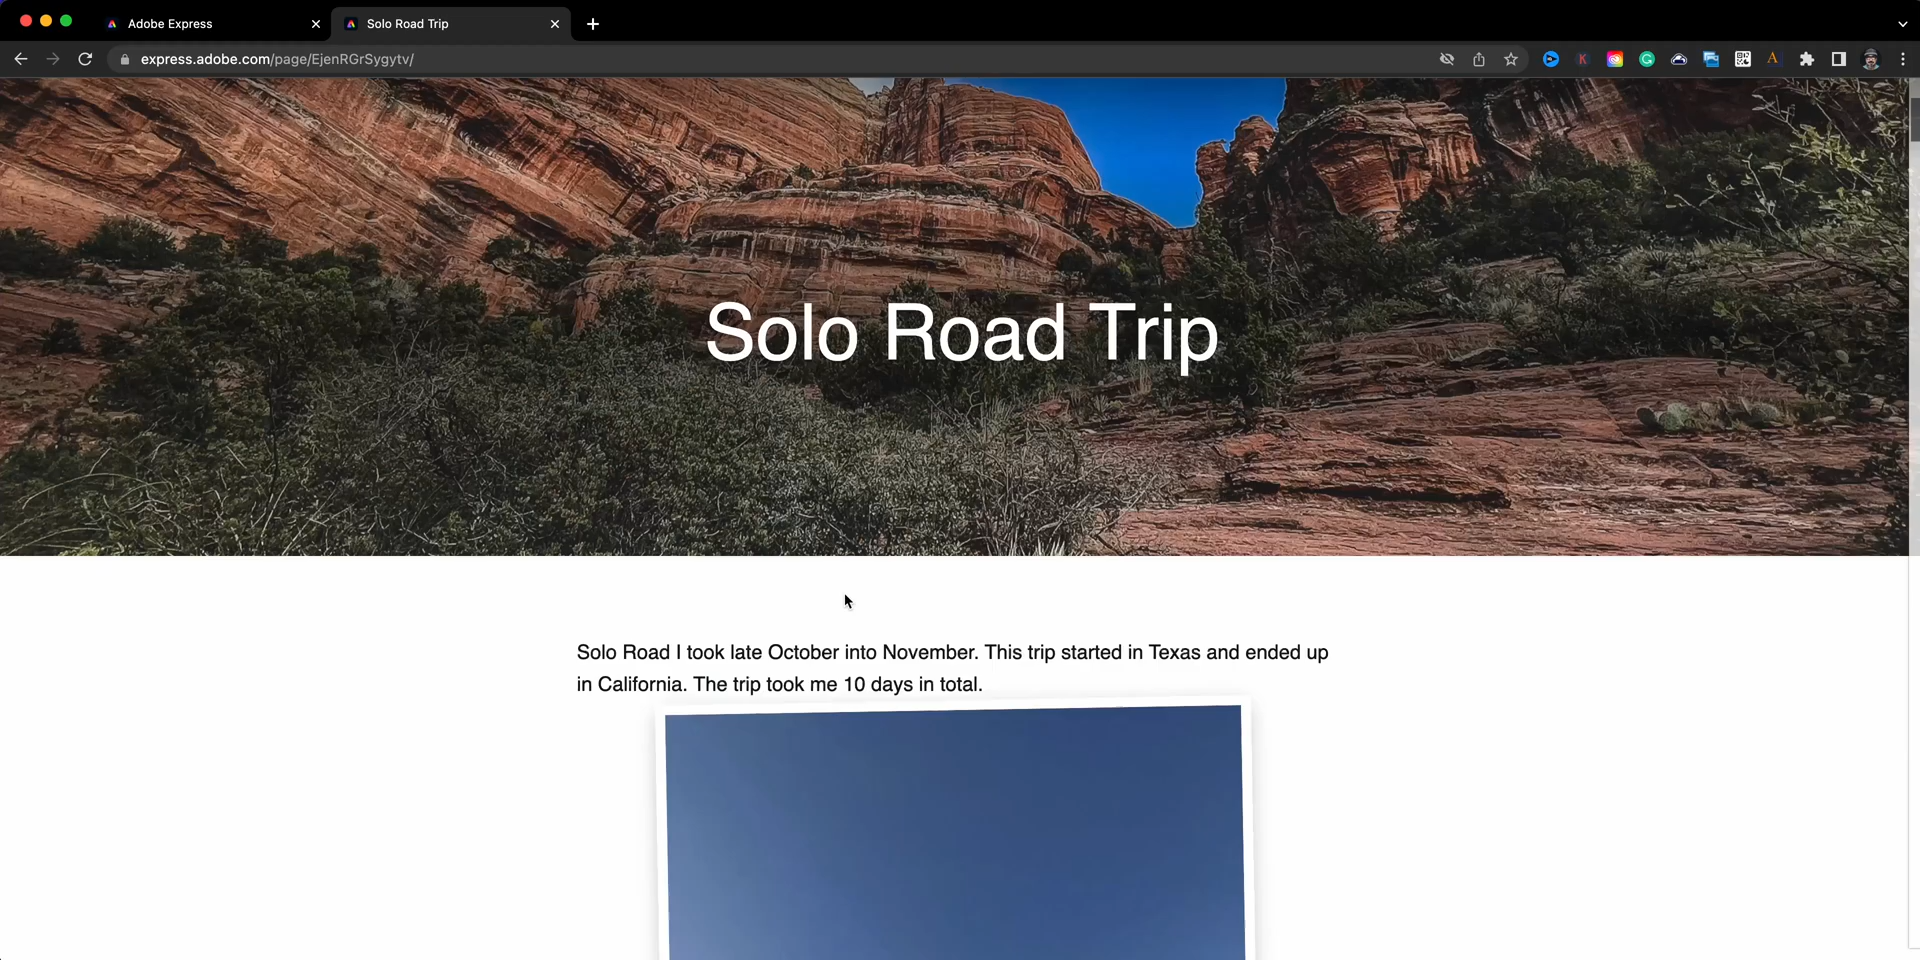 Adobe Express
Solo Road Trip
express.adobe.com/page/EjenRGrSygytv/
Solo Road Trip
Solo Road I took late October into November. This trip started in Texas and ended up
in California. The trip took me 10 days in total.